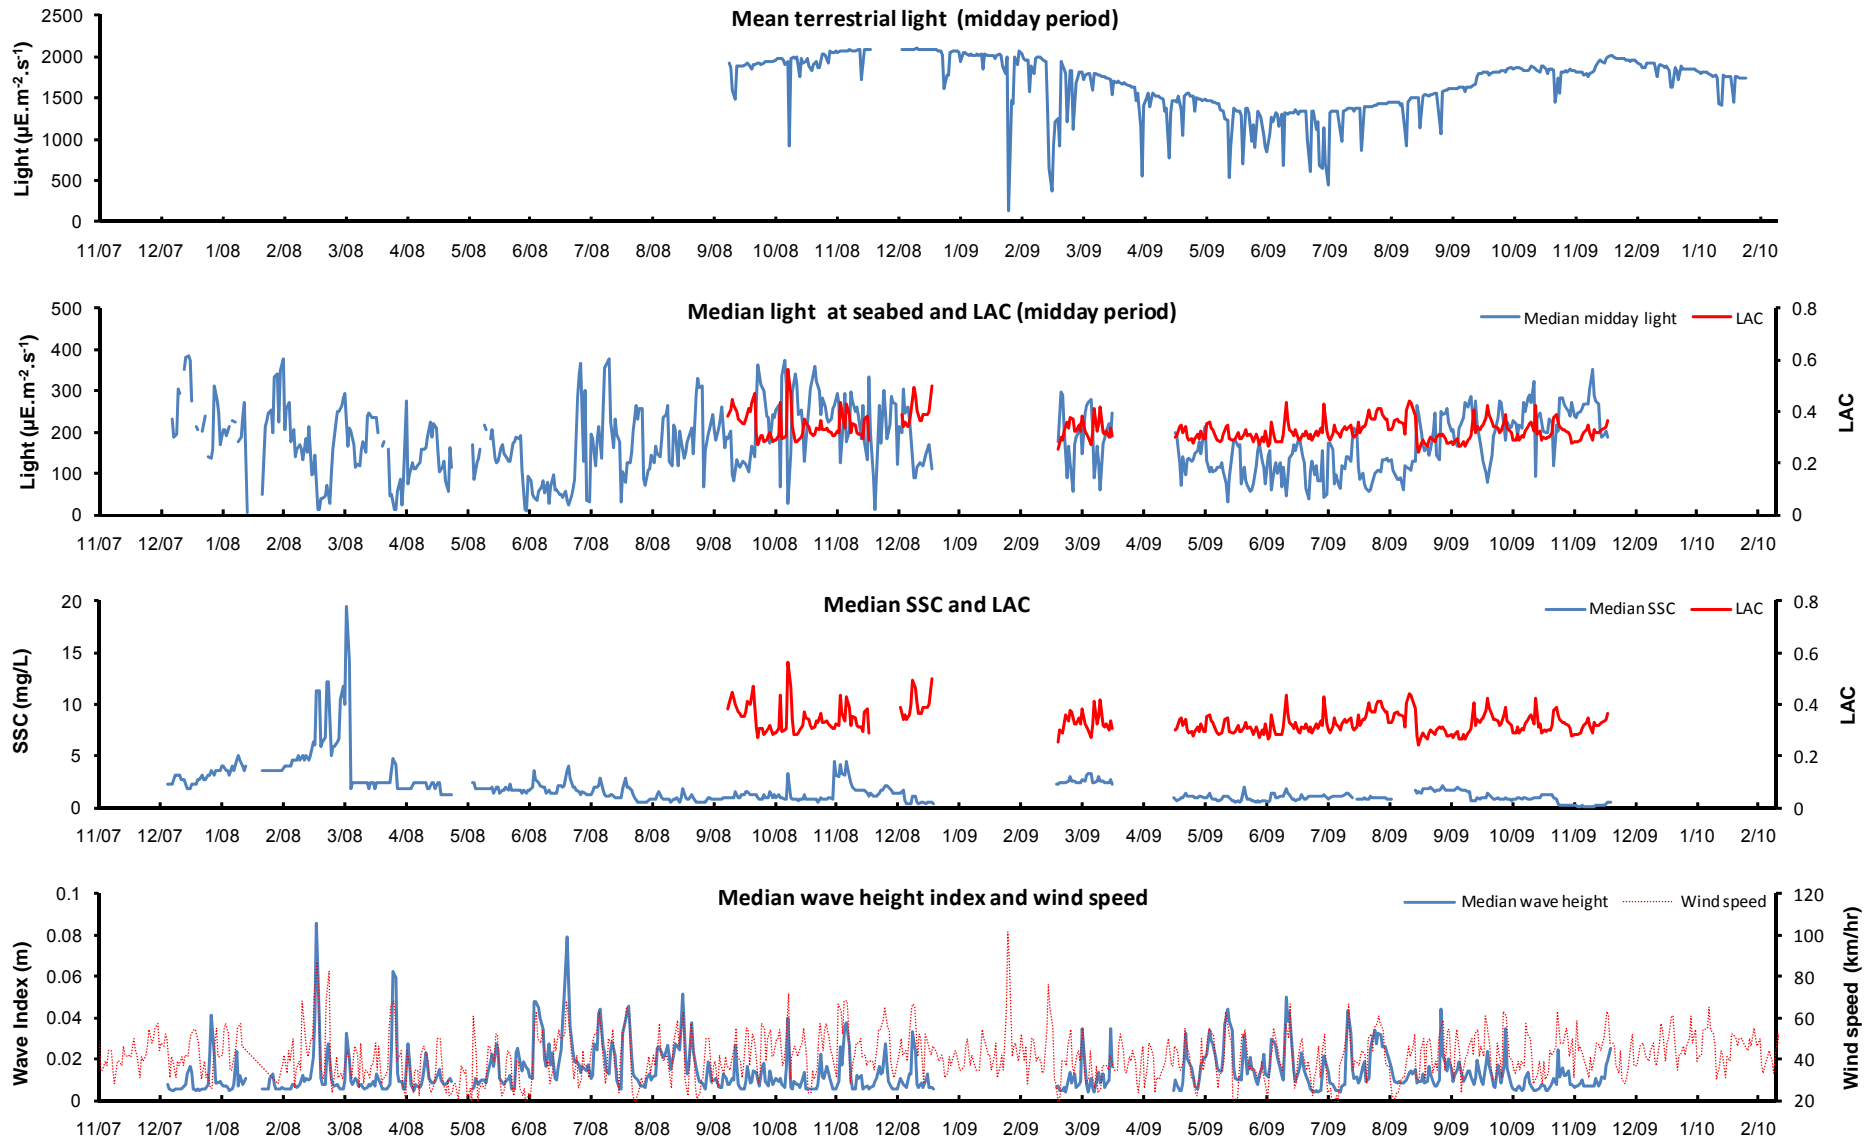 Mean terrestrial light (midday period)
Light (µE.m⁻².s⁻¹)
2500
2000
1500
1000
500
0
11/07 12/07 1/08 2/08 3/08 4/08 5/08 6/08 7/08 8/08 9/08 10/08 11/08 12/08 1/09 2/09 3/09 4/09 5/09 6/09 7/09 8/09 9/09 10/09 11/09 12/09 1/10 2/10
Median light at seabed and LAC (midday period)
Median midday light LAC
Light (µE.m⁻².s⁻¹)
500
400
300
200
100
0
0.8
0.6
0.4
0.2
0
LAC
11/07 12/07 1/08 2/08 3/08 4/08 5/08 6/08 7/08 8/08 9/08 10/08 11/08 12/08 1/09 2/09 3/09 4/09 5/09 6/09 7/09 8/09 9/09 10/09 11/09 12/09 1/10 2/10
Median SSC and LAC
Median SSC LAC
SSC (mg/L)
20
15
10
5
0
0.8
0.6
0.4
0.2
0
LAC
11/07 12/07 1/08 2/08 3/08 4/08 5/08 6/08 7/08 8/08 9/08 10/08 11/08 12/08 1/09 2/09 3/09 4/09 5/09 6/09 7/09 8/09 9/09 10/09 11/09 12/09 1/10 2/10
Median wave height index and wind speed
Median wave height Wind speed
Wave Index (m)
0.1
0.08
0.06
0.04
0.02
0
120
100
80
60
40
20
Wind speed (km/hr)
11/07 12/07 1/08 2/08 3/08 4/08 5/08 6/08 7/08 8/08 9/08 10/08 11/08 12/08 1/09 2/09 3/09 4/09 5/09 6/09 7/09 8/09 9/09 10/09 11/09 12/09 1/10 2/10